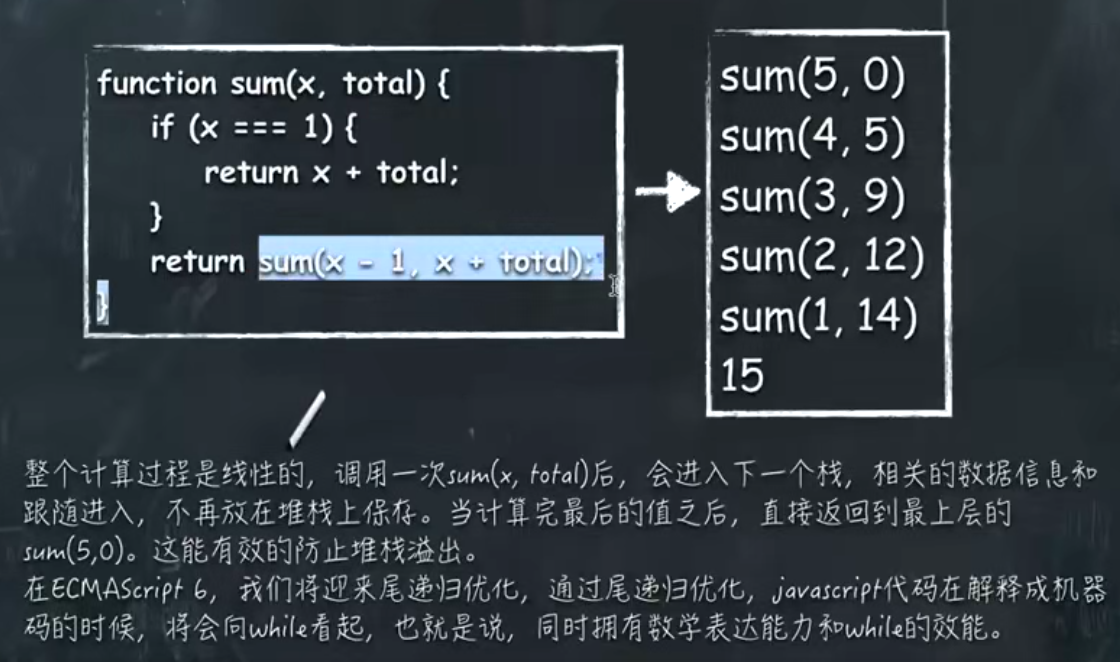 function sum(x, total) {
if (x === 1) {
return x + total;
}
return sum(x - 1, x + total);
}
sum(5, 0)
sum(4, 5)
sum(3, 9)
sum(2, 12)
sum(1, 14)
15
整个计算过程是线性的，调用一次sum(x, total)后，会进入下一个栈，相关的数据信息和
跟随进入，不再放在堆栈上保存。当计算完最后的值之后，直接返回到最上层的
sum(5,0)。这能有效的防止堆栈溢出。
在ECMAScript 6，我们将迎来尾递归优化，通过尾递归优化，javascript代码在解释成机器
码的时候，将会向while看起，也就是说，同时拥有数学表达能力和while的效能。